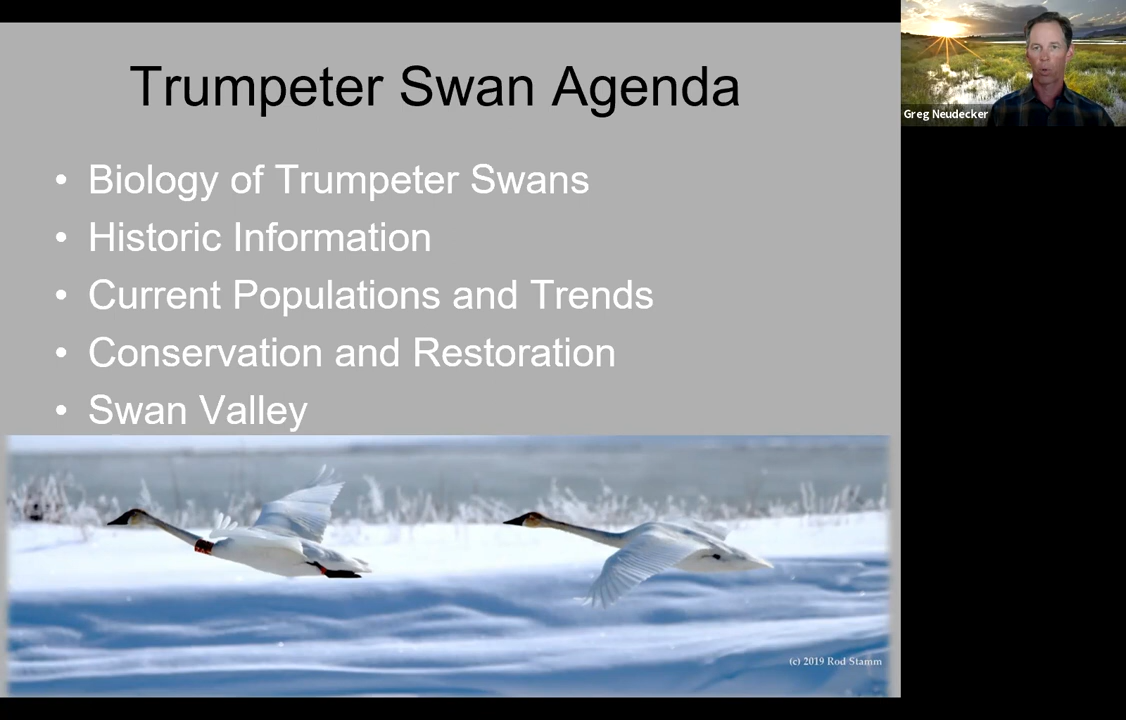 Trumpeter Swan Agenda
Greg Neudecker
• Biology of Trumpeter Swans
• Historic Information
• Current Populations and Trends
• Conservation and Restoration
• Swan Valley
(c) 2019 Rod Stamm